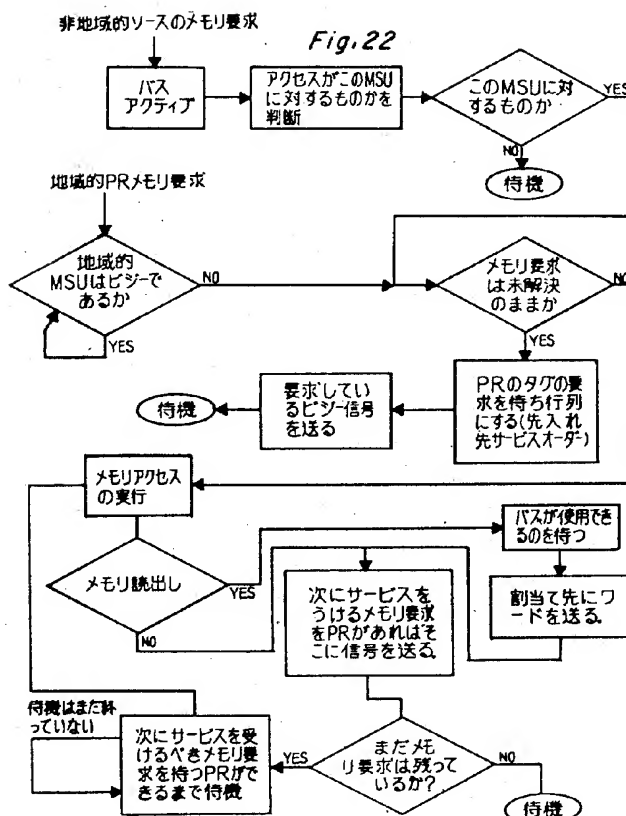 非地域的ソースのメモリ要求
Fig.22
バス
アクティブ
アクセスがこのMSU
に対するものかを
判断
このMSUに対
するものか
YES
NO
待機
地域的PRメモリ要求
地域的
MSUはビジーで
あるか
NO
YES
メモリ要求
は未解決
のままか
NO
YES
PRのタグの要
求を待ち行列
にする(先入れ
先サービスオーダー)
要求してい
るビジー信号
を送る
待機
メモリアクセス
の実行
メモリ読出し
YES
NO
バスが使用でき
るのを待つ
割当て先にワ
ードを送る。
次にサービスを
うけるメモリ要求
をPRがあればそ
こに信号を送る。
待機はまだ終
っていない
次にサービスを受
けるべきメモリ要
求を持つPRがで
きるまで待機
YES
まだメモ
リ要求は残って
いるか?
NO
待機